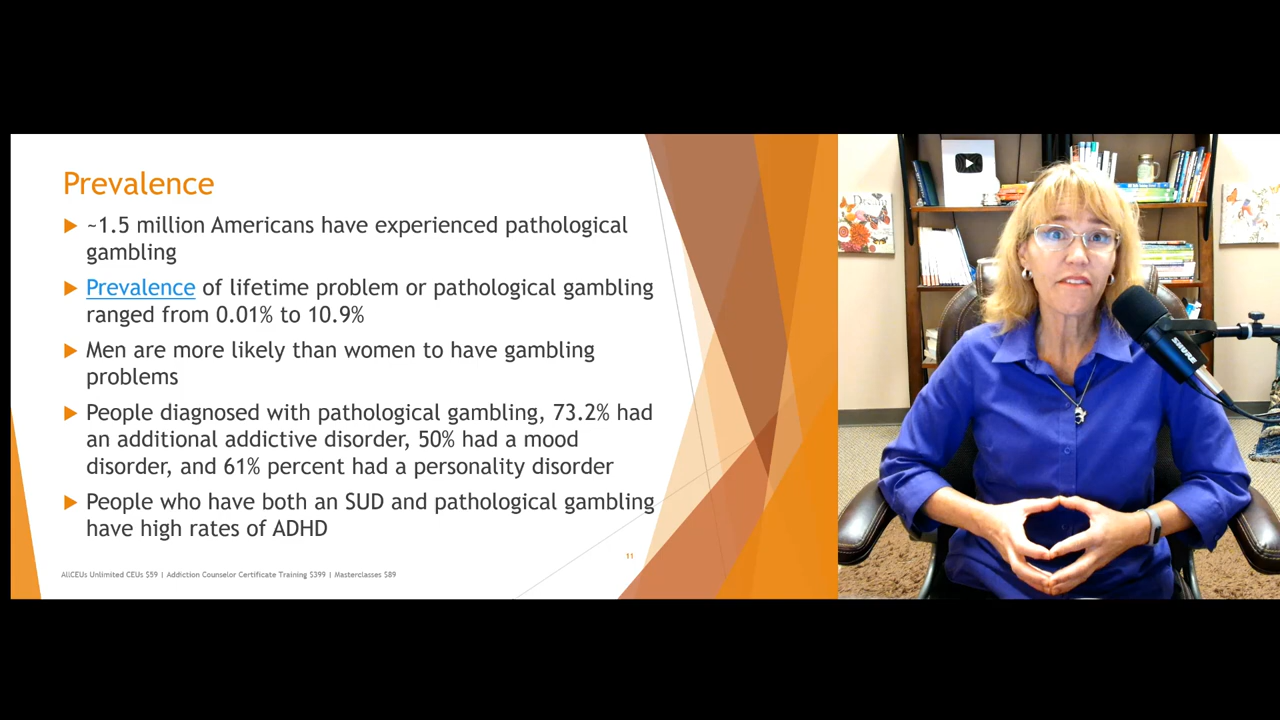 Prevalence
~1.5 million Americans have experienced pathological
gambling
Prevalence of lifetime problem or pathological gambling
ranged from 0.01% to 10.9%
Men are more likely than women to have gambling
problems
People diagnosed with pathological gambling, 73.2% had
an additional addictive disorder, 50% had a mood
disorder, and 61% percent had a personality disorder
People who have both an SUD and pathological gambling
have high rates of ADHD
11
AllCEUs Unlimited CEUs $59 | Addiction Counselor Certificate Training $399 | Masterclasses $89
SHURE